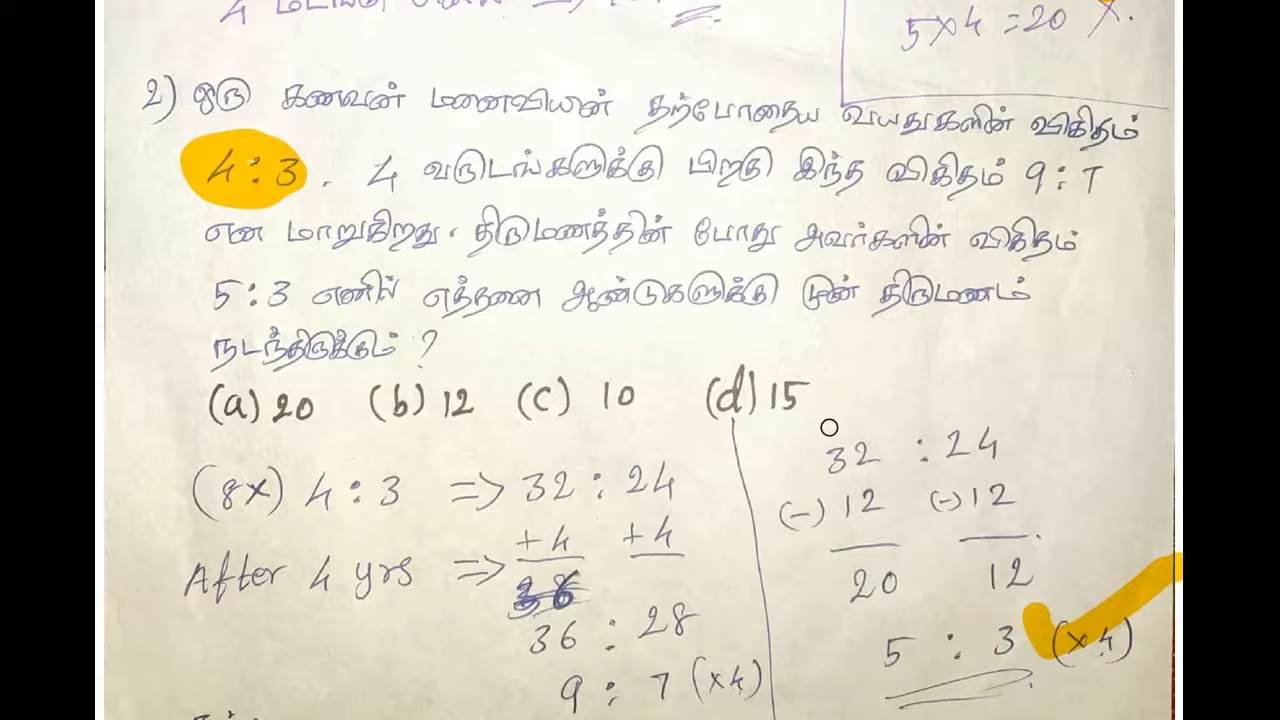 5x4 =20 X.
2) ஒரு கணவன் மனைவியின் தற்போதைய வயதுகளின் விகிதம்
4:3. 4 வருடங்களுக்கு பிறகு இந்த விகிதம் 9:7
என மாறுகிறது. திருமணத்தின் போது அவர்களின் விகிதம்
5:3 எனில் எத்தனை ஆண்டுகளுக்கு முன் திருமணம்
நடந்திருக்கும்?
(a) 20 (b) 12 (c) 10 (d) 15
(8x) 4:3 => 32:24
+4 +4
After 4 yrs =>
36 : 28
9 : 7 (x4)
32 : 24
(-) 12 (-) 12
20 12
5 : 3 (x4)